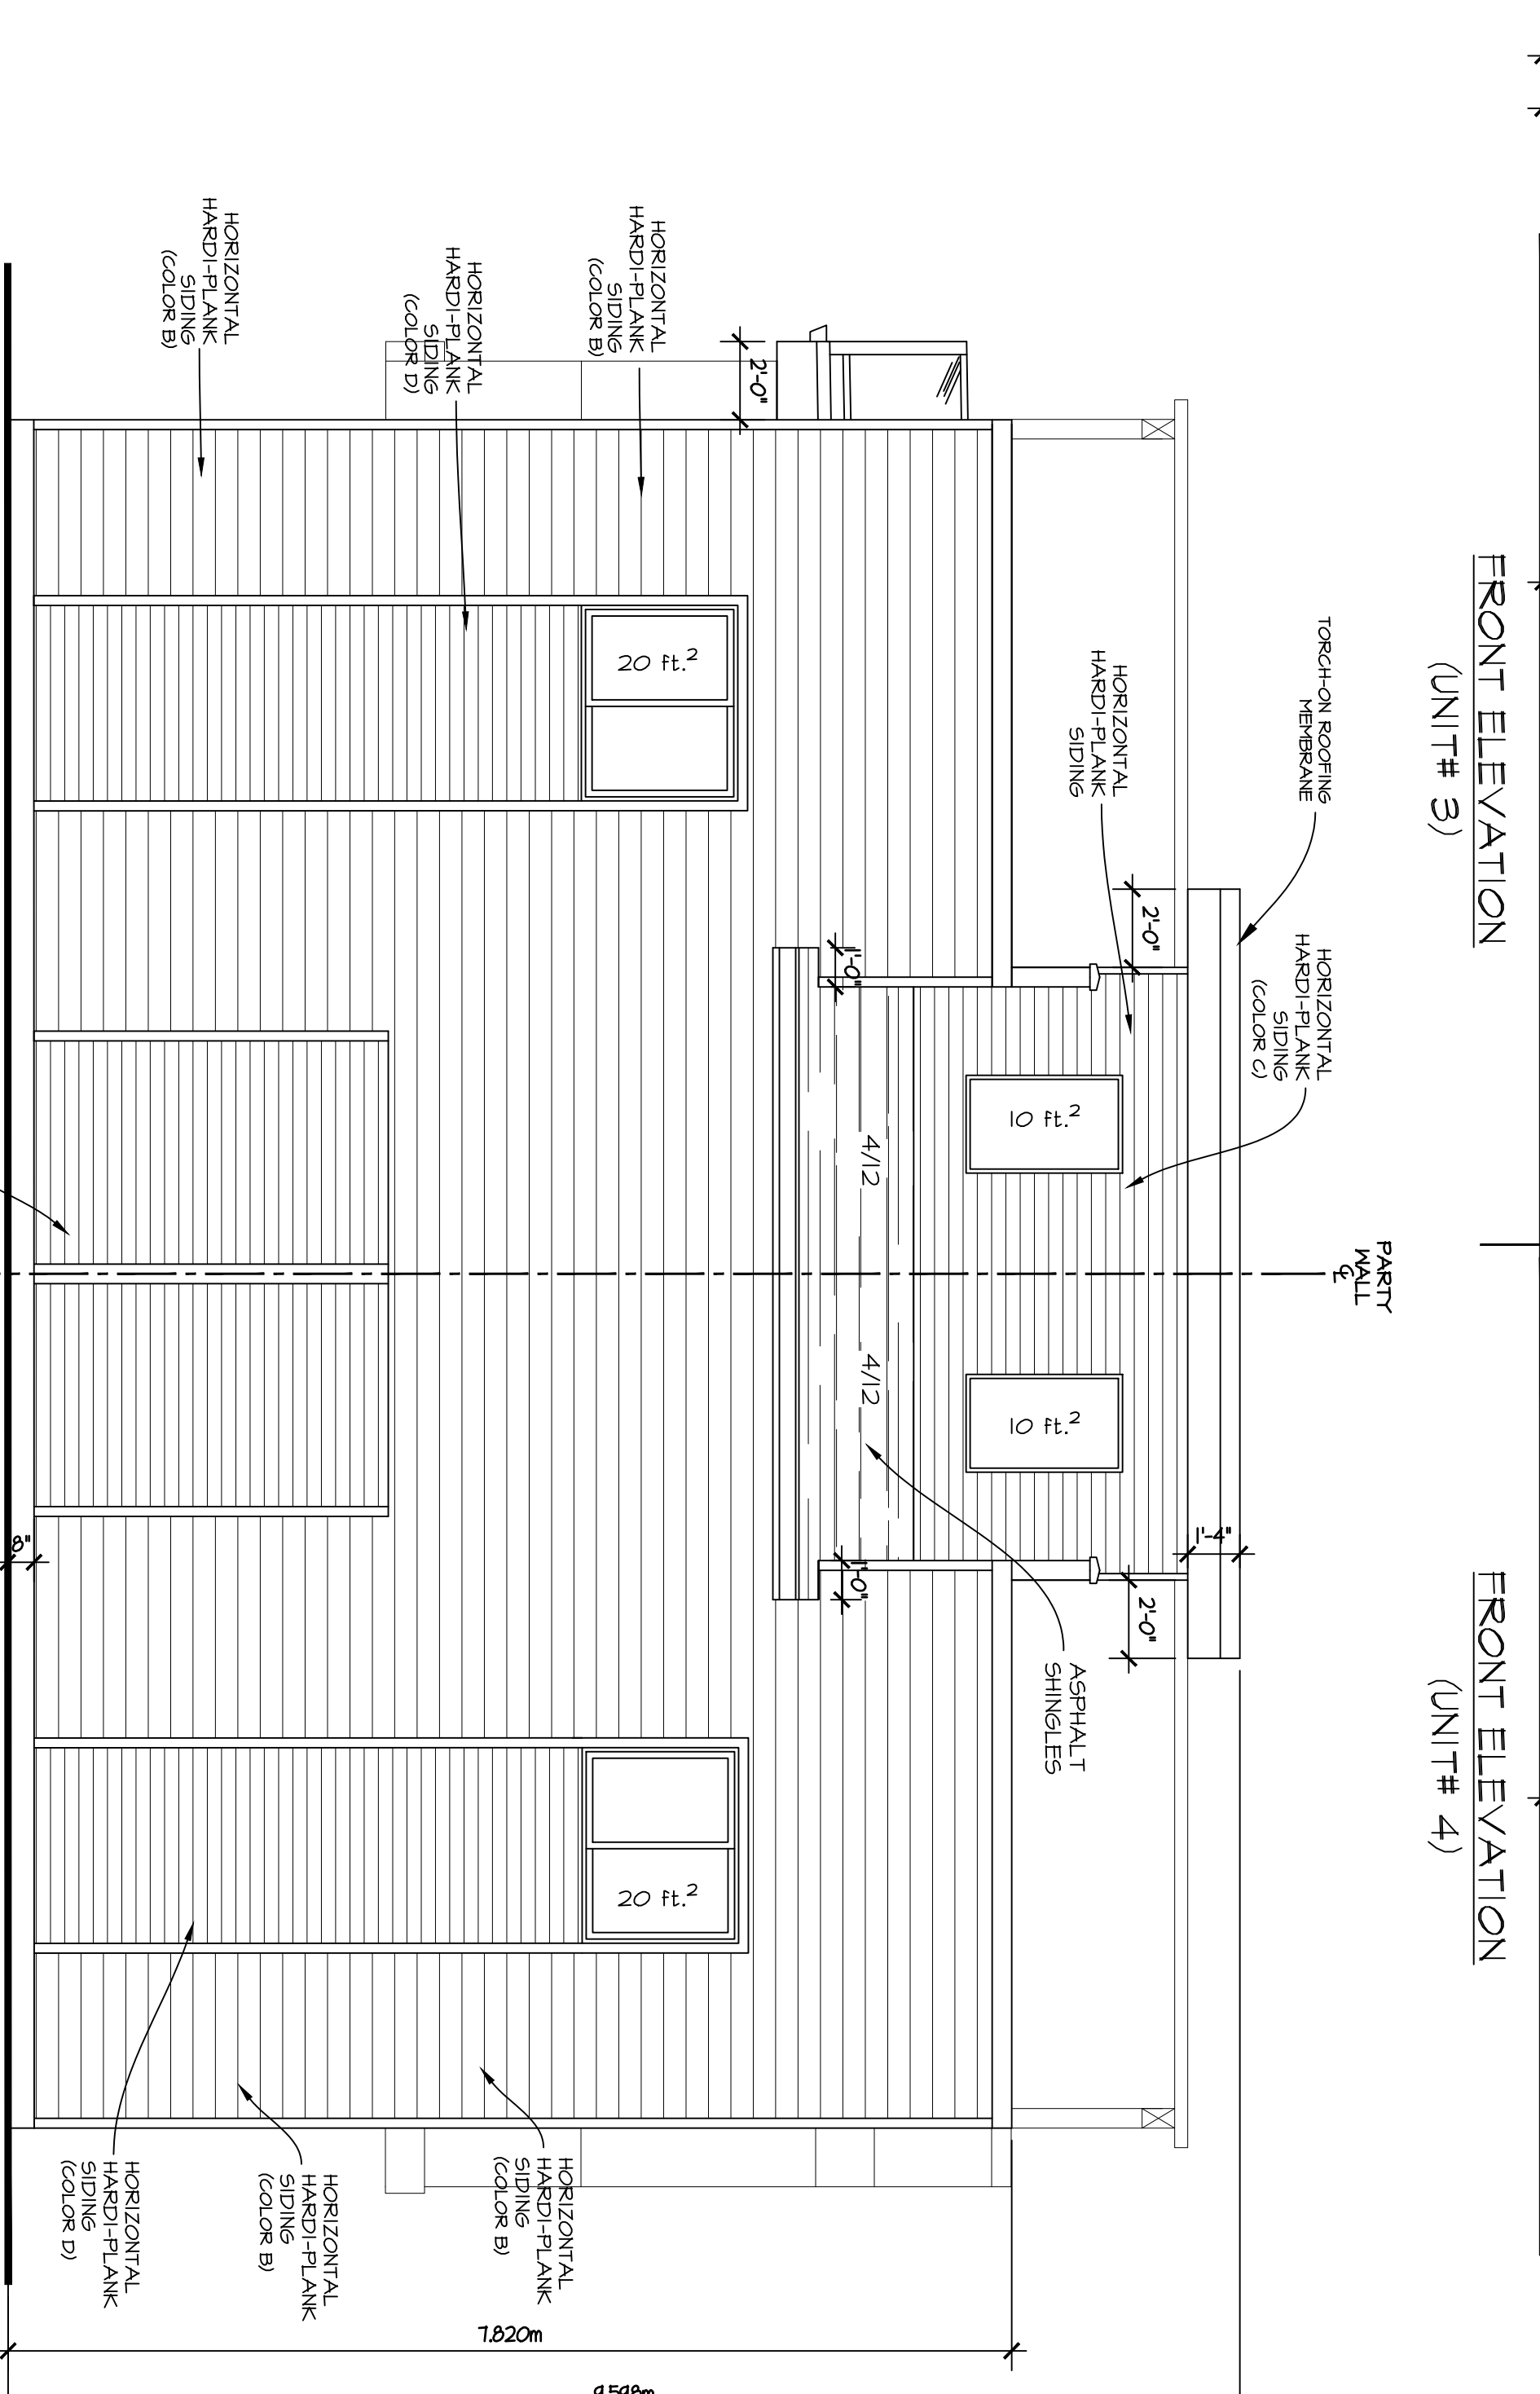 FRONT ELEVATION
(UNIT# 3)
FRONT ELEVATION
(UNIT# 4)
PARTY
WALL
TORCH-ON ROOFING
MEMBRANE
HORIZONTAL
HARDI-PLANK
SIDING
(COLOR C)
HORIZONTAL
HARDI-PLANK
SIDING
2'-0"
2'-0"
1'-4"
10 ft.²
10 ft.²
ASPHALT
SHINGLES
4/12
4/12
1'-0"
1'-0"
2'-0"
20 ft.²
20 ft.²
HORIZONTAL
HARDI-PLANK
SIDING
(COLOR B)
HORIZONTAL
HARDI-PLANK
SIDING
(COLOR D)
HORIZONTAL
HARDI-PLANK
SIDING
(COLOR B)
HORIZONTAL
HARDI-PLANK
SIDING
(COLOR B)
HORIZONTAL
HARDI-PLANK
SIDING
(COLOR B)
HORIZONTAL
HARDI-PLANK
SIDING
(COLOR D)
8"
7.820m
9.598m